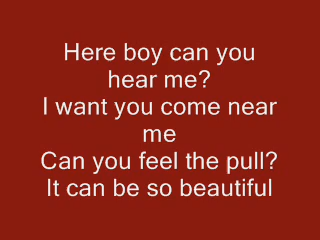 Here boy can you
hear me?
I want you come near
me
Can you feel the pull?
It can be so beautiful